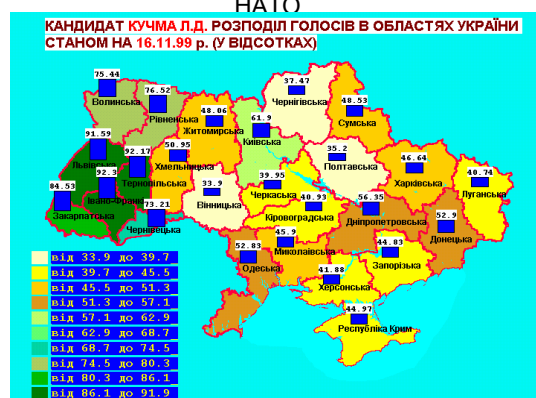 НАТО
КАНДИДАТ КУЧМА Л.Д. РОЗПОДІЛ ГОЛОСІВ В ОБЛАСТЯХ УКРАЇНИ
СТАНОМ НА 16.11.99 р. (У ВІДСОТКАХ)
75.44
Волинська
76.52
Рівненська
48.06
Житомирська
61.9
Київська
37.47
Чернігівська
48.53
Сумська
91.59
Львівська
92.17
Тернопільська
50.95
Хмельницька
35.2
Полтавська
46.64
Харківська
40.74
Луганська
84.53
Закарпатська
92.3
Івано-Франкі
73.21
Чернівецька
33.9
Вінницька
39.95
Черкаська
40.93
Кіровоградська
56.35
Дніпропетровська
52.9
Донецька
52.83
Одеська
45.9
Миколаївська
44.83
Запорізька
41.88
Херсонська
44.97
Республіка Крим
від 33.9 до 39.7
від 39.7 до 45.5
від 45.5 до 51.3
від 51.3 до 57.1
від 57.1 до 62.9
від 62.9 до 68.7
від 68.7 до 74.5
від 74.5 до 80.3
від 80.3 до 86.1
від 86.1 до 91.9